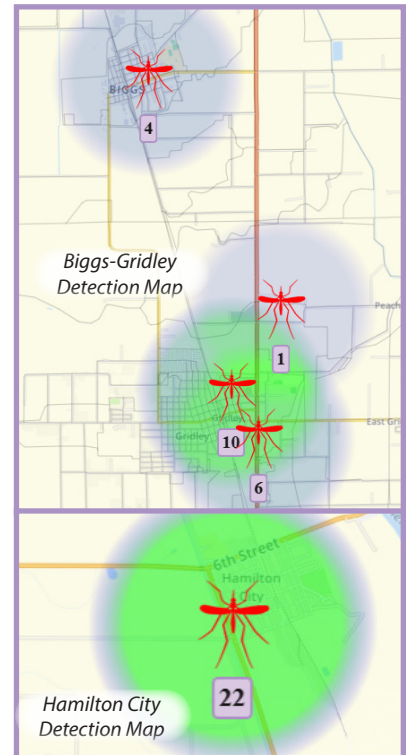 BIGGS
4
Biggs-Gridley
Detection Map
1
Peach
Gridley
East Gri
Gridley
10
6
6th Street
Hamilton
City
22
Hamilton City
Detection Map